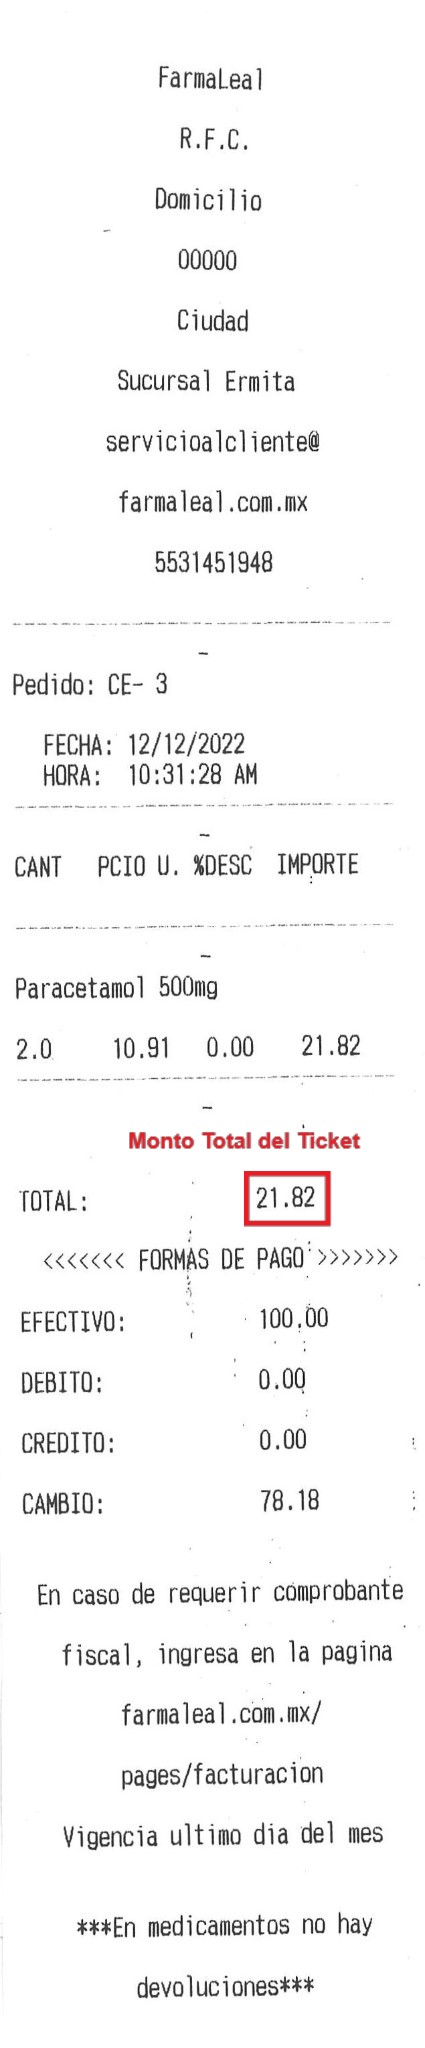 FarmaLeal
R.F.C.
Domicilio
00000
Ciudad
Sucursal Ermita
servicioalcliente@
farmaleal.com.mx
5531451948
Pedido: CE- 3
FECHA: 12/12/2022
HORA: 10:31:28 AM
CANT PCIO U. %DESC IMPORTE
Paracetamol 500mg
2.0 10.91 0.00 21.82
Monto Total del Ticket
TOTAL: 21.82
<<<<<<< FORMAS DE PAGO >>>>>>>
EFECTIVO: 100.00
DEBITO: 0.00
CREDITO: 0.00
CAMBIO: 78.18
En caso de requerir comprobante
fiscal, ingresa en la pagina
farmaleal.com.mx/
pages/facturacion
Vigencia ultimo dia del mes
***En medicamentos no hay
devoluciones***